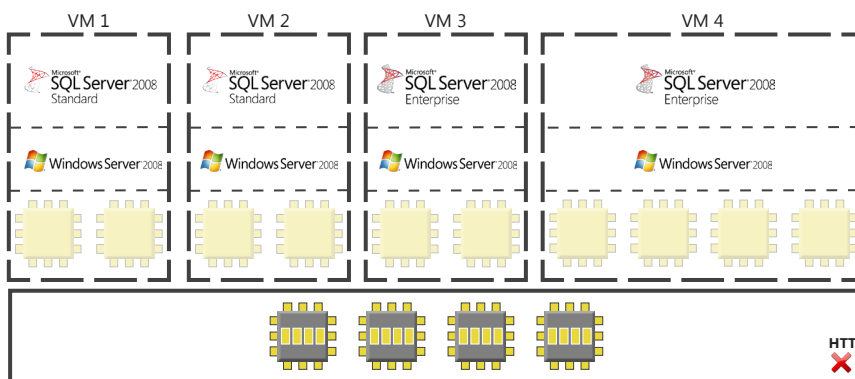 VM 1
VM 2
VM 3
VM 4
Microsoft®
SQL Server®2008
Standard
Microsoft®
SQL Server®2008
Standard
Microsoft®
SQL Server®2008
Enterprise
Microsoft®
SQL Server®2008
Enterprise
Windows Server®2008
Windows Server®2008
Windows Server®2008
Windows Server®2008
HTT